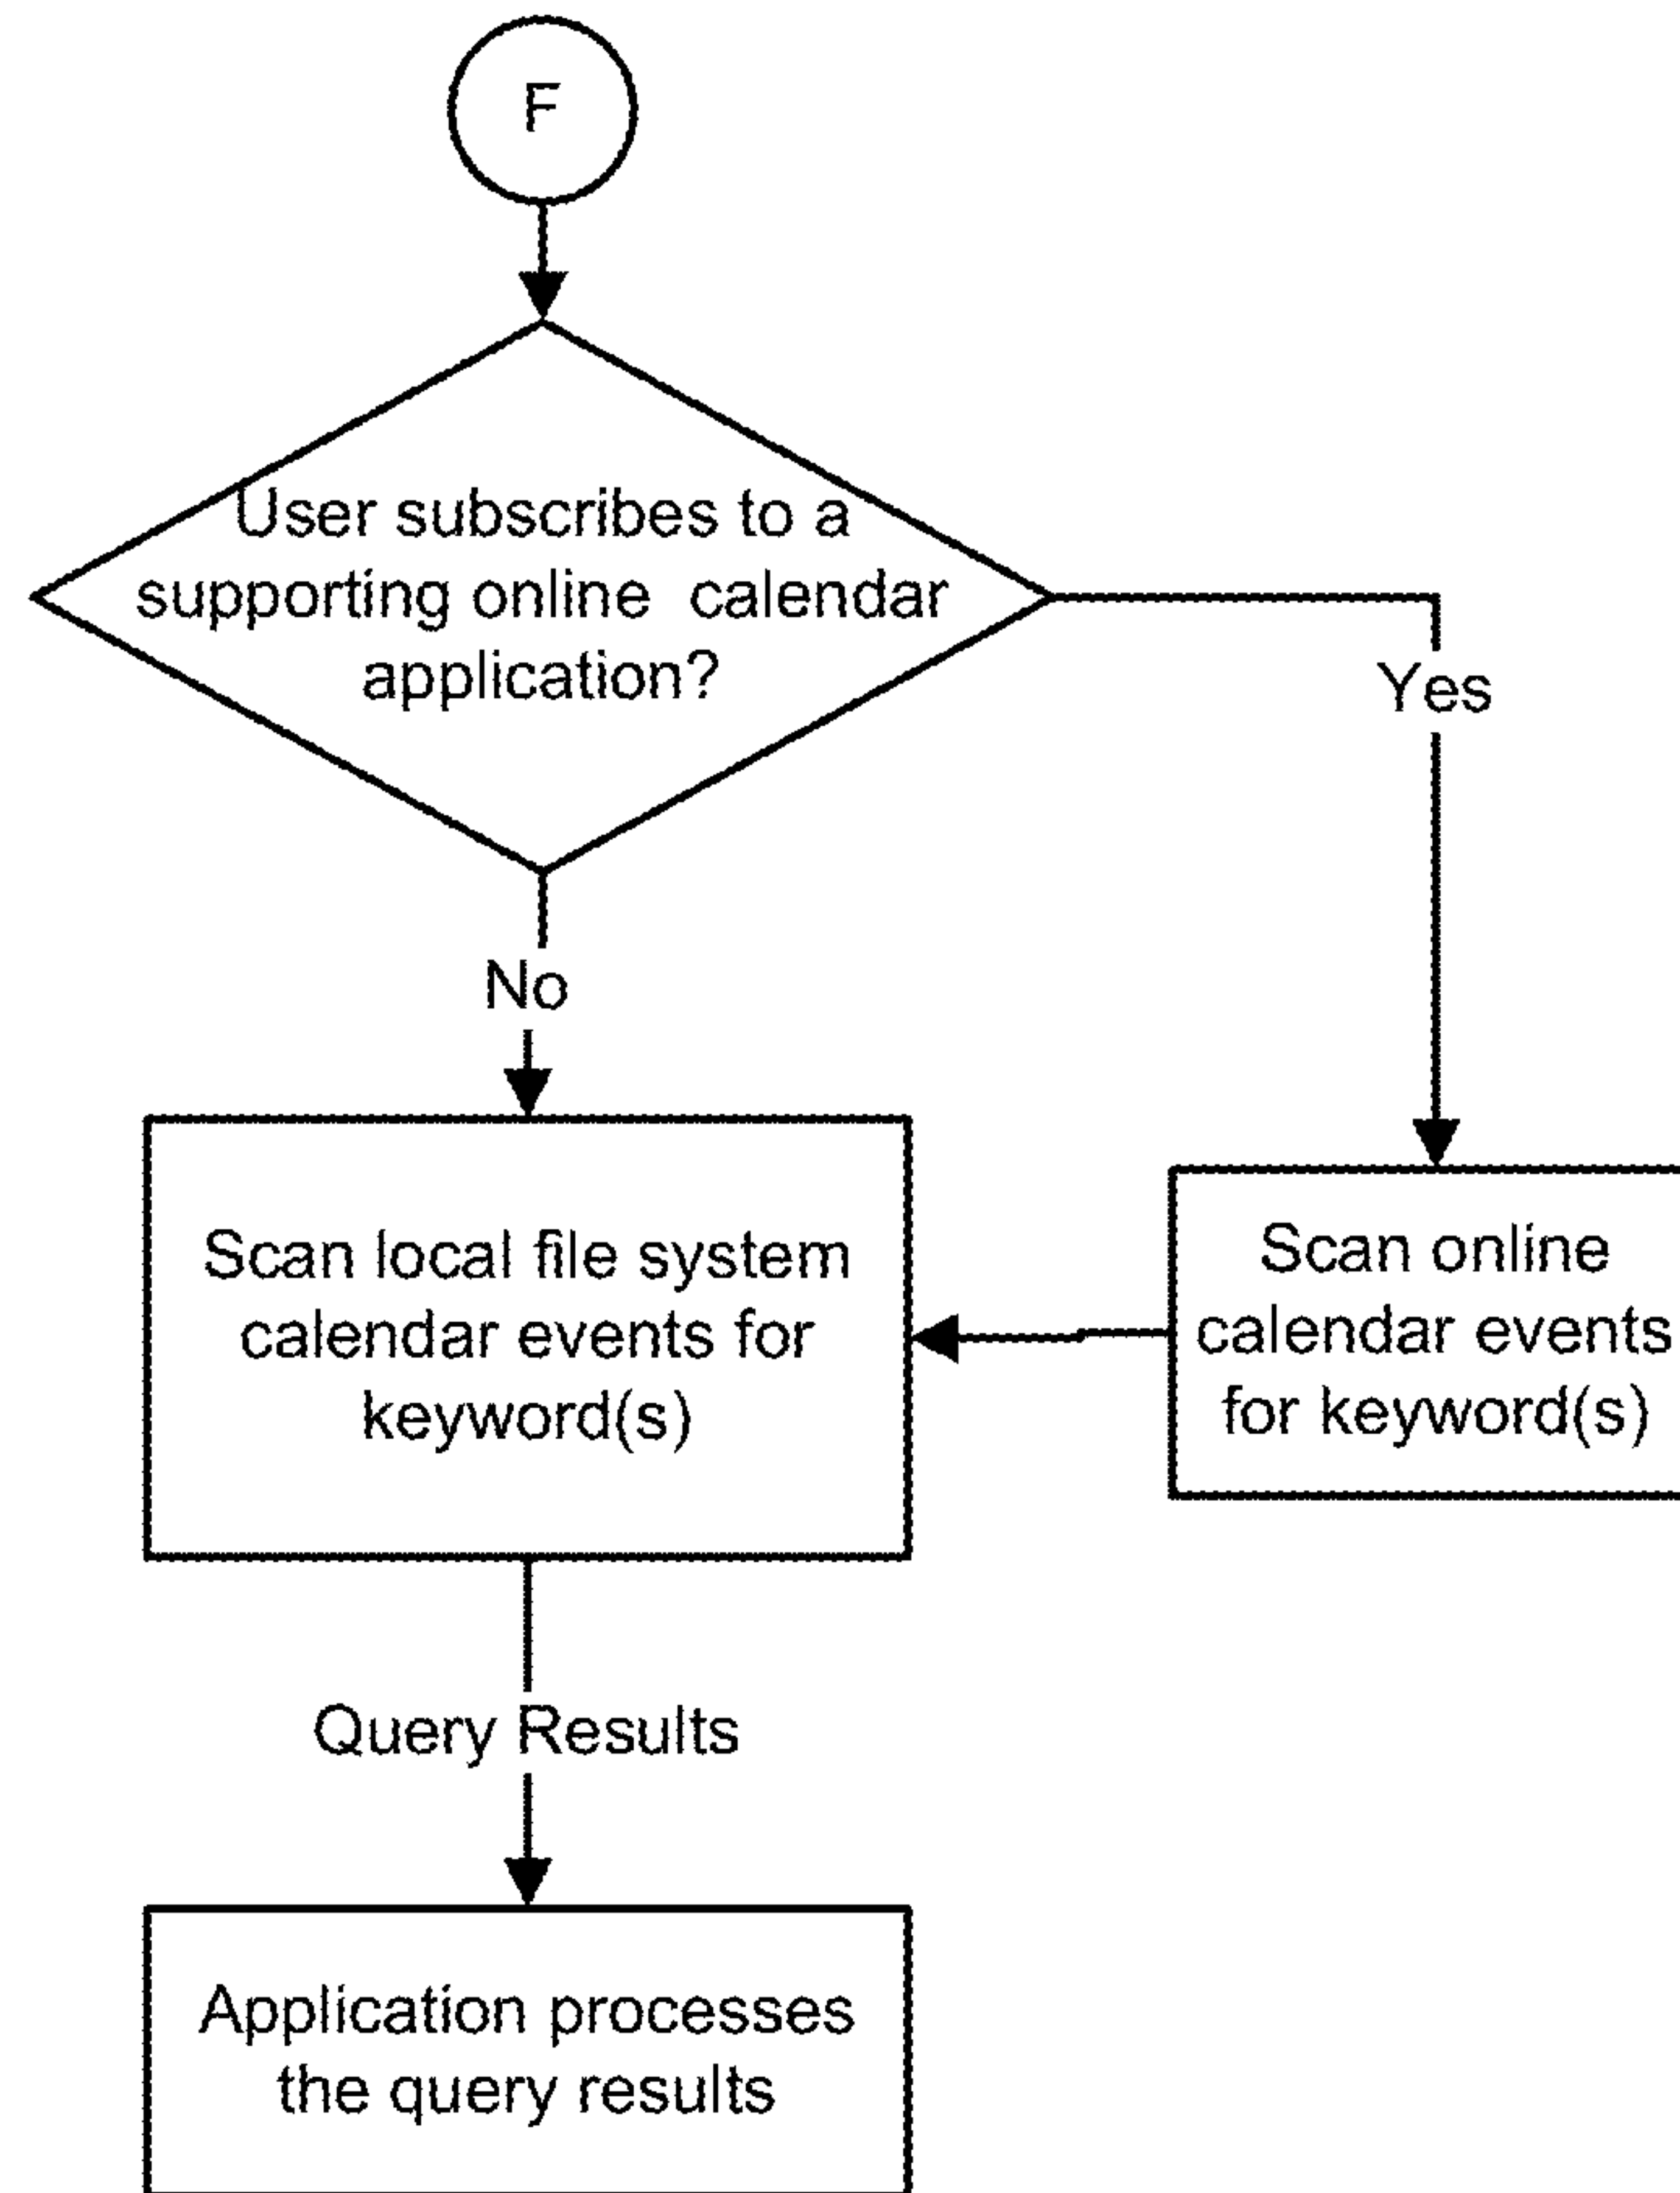 F
User subscribes to a
supporting online calendar
application?
Yes
No
Scan local file system
calendar events for
keyword(s)
Scan online
calendar events
for keyword(s)
Query Results
Application processes
the query results